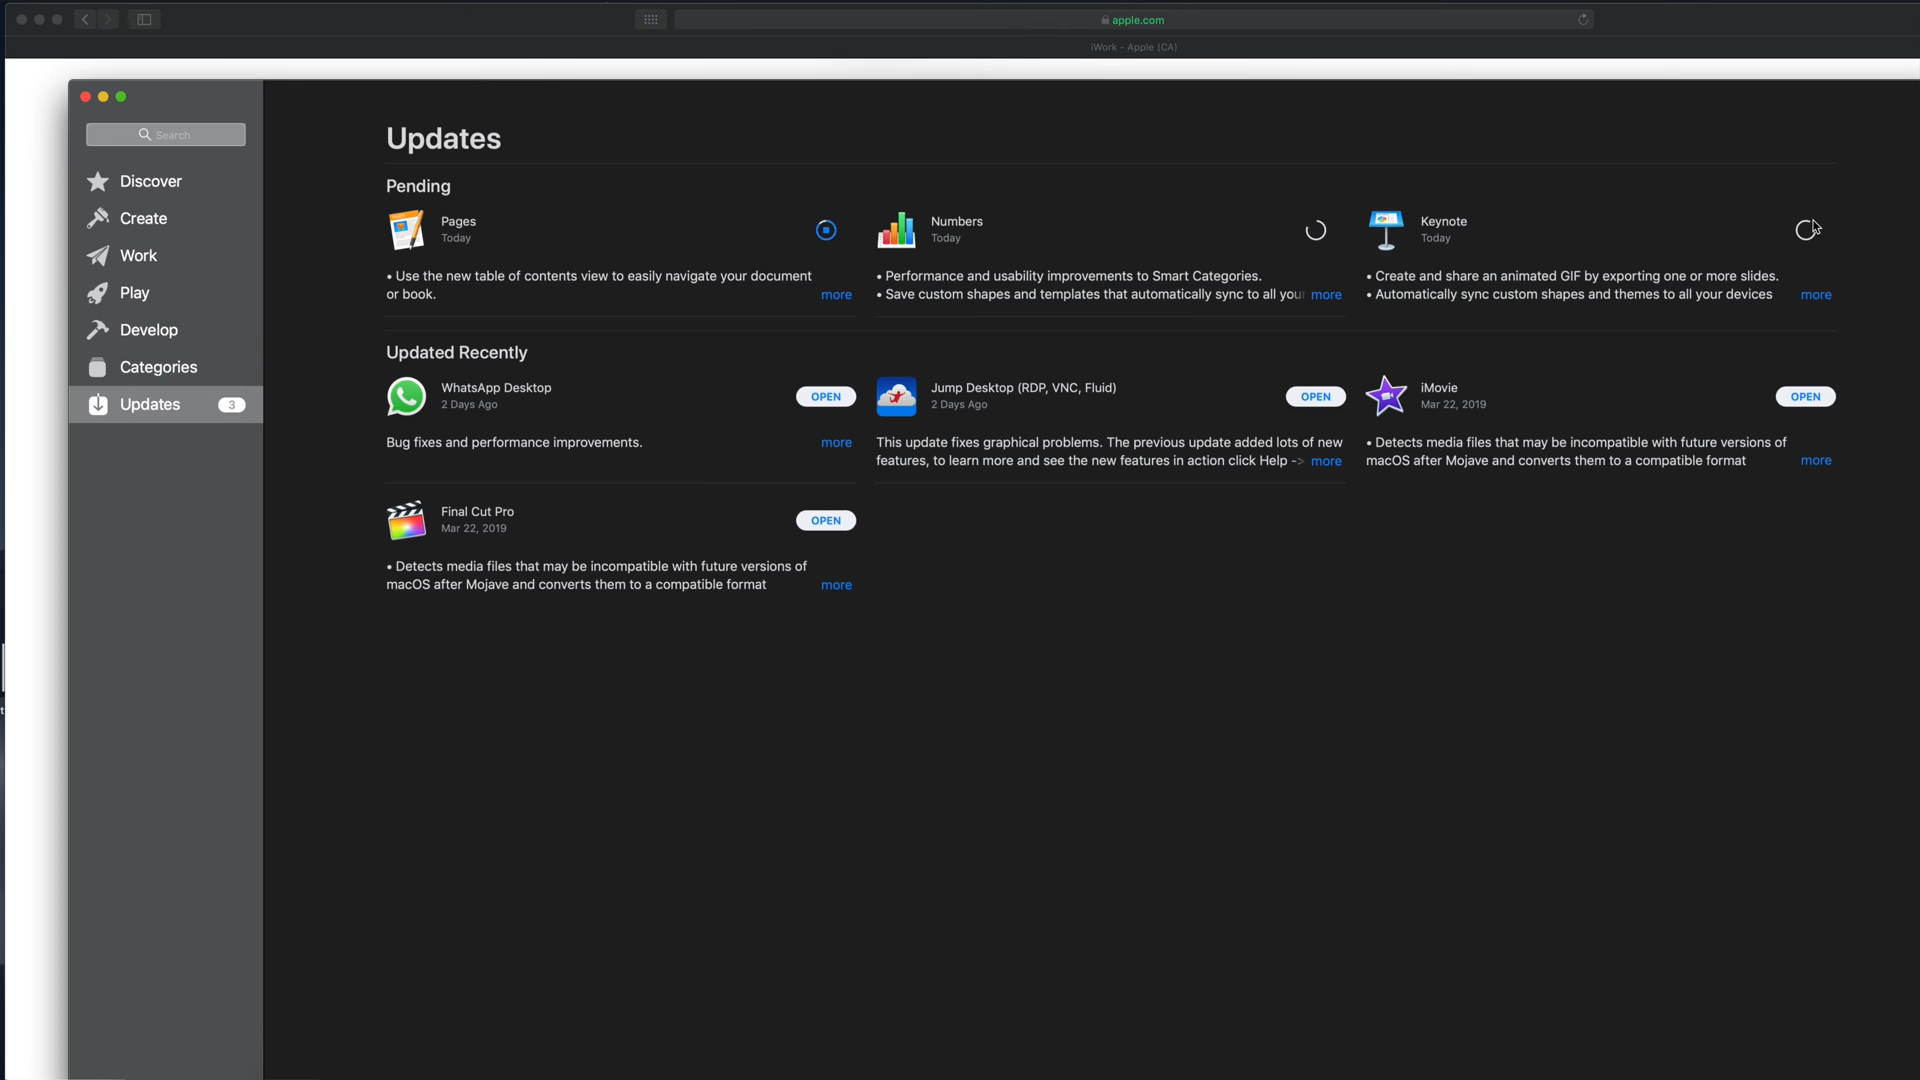 apple.com
iWork - Apple (CA)
Search
Discover
Create
Work
Play
Develop
Categories
Updates 3
Updates
Pending
Pages
Today
• Use the new table of contents view to easily navigate your document
or book. more
Numbers
Today
• Performance and usability improvements to Smart Categories.
• Save custom shapes and templates that automatically sync to all your more
Keynote
Today
• Create and share an animated GIF by exporting one or more slides.
• Automatically sync custom shapes and themes to all your devices more
Updated Recently
WhatsApp Desktop
2 Days Ago
OPEN
Bug fixes and performance improvements. more
Jump Desktop (RDP, VNC, Fluid)
2 Days Ago
OPEN
This update fixes graphical problems. The previous update added lots of new
features, to learn more and see the new features in action click Help -> more
iMovie
Mar 22, 2019
OPEN
• Detects media files that may be incompatible with future versions of
macOS after Mojave and converts them to a compatible format more
Final Cut Pro
Mar 22, 2019
OPEN
• Detects media files that may be incompatible with future versions of
macOS after Mojave and converts them to a compatible format more